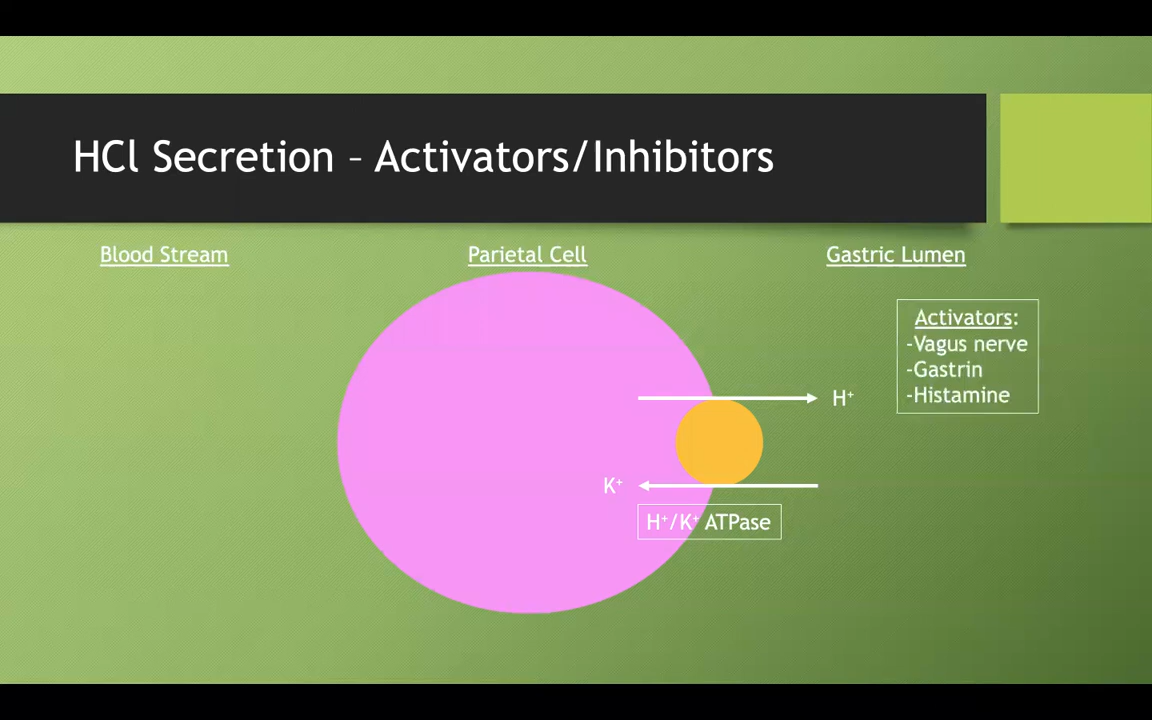 HCl Secretion – Activators/Inhibitors
Blood Stream
Parietal Cell
Gastric Lumen
Activators:
-Vagus nerve
-Gastrin
-Histamine
H⁺
K⁺
H⁺/K⁺ ATPase